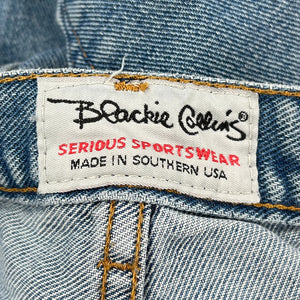 Blackie Collins®
SERIOUS SPORTSWEAR
MADE IN SOUTHERN USA